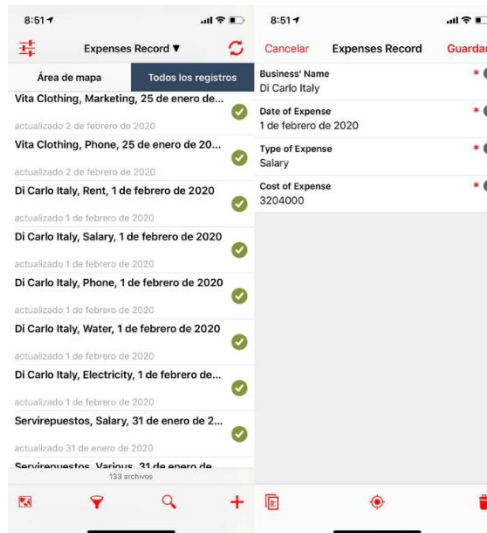 8:51
Expenses Record ▼
Área de mapa Todos los registros
Vita Clothing, Marketing, 25 de enero de...
actualizado 2 de febrero de 2020
Vita Clothing, Phone, 25 de enero de 20...
actualizado 2 de febrero de 2020
Di Carlo Italy, Rent, 1 de febrero de 2020
actualizado 1 de febrero de 2020
Di Carlo Italy, Salary, 1 de febrero de 2020
actualizado 1 de febrero de 2020
Di Carlo Italy, Phone, 1 de febrero de 2020
actualizado 1 de febrero de 2020
Di Carlo Italy, Water, 1 de febrero de 2020
actualizado 1 de febrero de 2020
Di Carlo Italy, Electricity, 1 de febrero de...
actualizado 1 de febrero de 2020
Servirepuestos, Salary, 31 de enero de 2...
actualizado 31 de enero de 2020
Servirepuestos, Various, 31 de enero de
133 archivos
8:51
Cancelar Expenses Record Guardar
Business' Name *
Di Carlo Italy
Date of Expense *
1 de febrero de 2020
Type of Expense *
Salary
Cost of Expense *
3204000